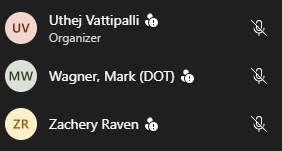 UV Uthej Vattipalli
Organizer
MW Wagner, Mark (DOT)
ZR Zachery Raven